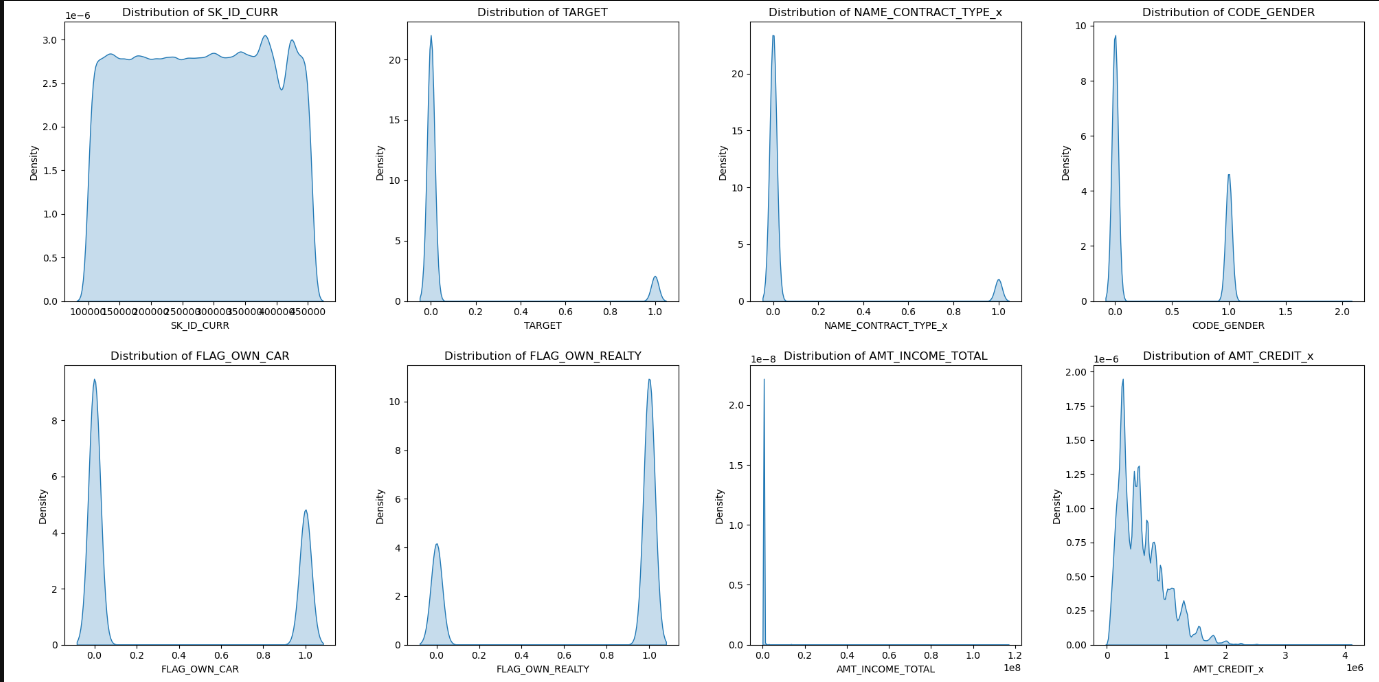 Distribution of SK_ID_CURR
1e−6
3.0
2.5
2.0
1.5
1.0
0.5
0.0
Density
100000 150000 200000 250000 300000 350000 400000 450000
SK_ID_CURR
Distribution of TARGET
20
15
10
5
0
Density
0.0 0.2 0.4 0.6 0.8 1.0
TARGET
Distribution of NAME_CONTRACT_TYPE_x
20
15
10
5
0
Density
0.0 0.2 0.4 0.6 0.8 1.0
NAME_CONTRACT_TYPE_x
Distribution of CODE_GENDER
10
8
6
4
2
0
Density
0.0 0.5 1.0 1.5 2.0
CODE_GENDER
Distribution of FLAG_OWN_CAR
8
6
4
2
0
Density
0.0 0.2 0.4 0.6 0.8 1.0
FLAG_OWN_CAR
Distribution of FLAG_OWN_REALTY
10
8
6
4
2
0
Density
0.0 0.2 0.4 0.6 0.8 1.0
FLAG_OWN_REALTY
1e−8 Distribution of AMT_INCOME_TOTAL
2.0
1.5
1.0
0.5
0.0
Density
0.0 0.2 0.4 0.6 0.8 1.0 1.2
AMT_INCOME_TOTAL
1e8
1e−6 Distribution of AMT_CREDIT_x
2.00
1.75
1.50
1.25
1.00
0.75
0.50
0.25
0.00
Density
0 1 2 3 4
AMT_CREDIT_x
1e6